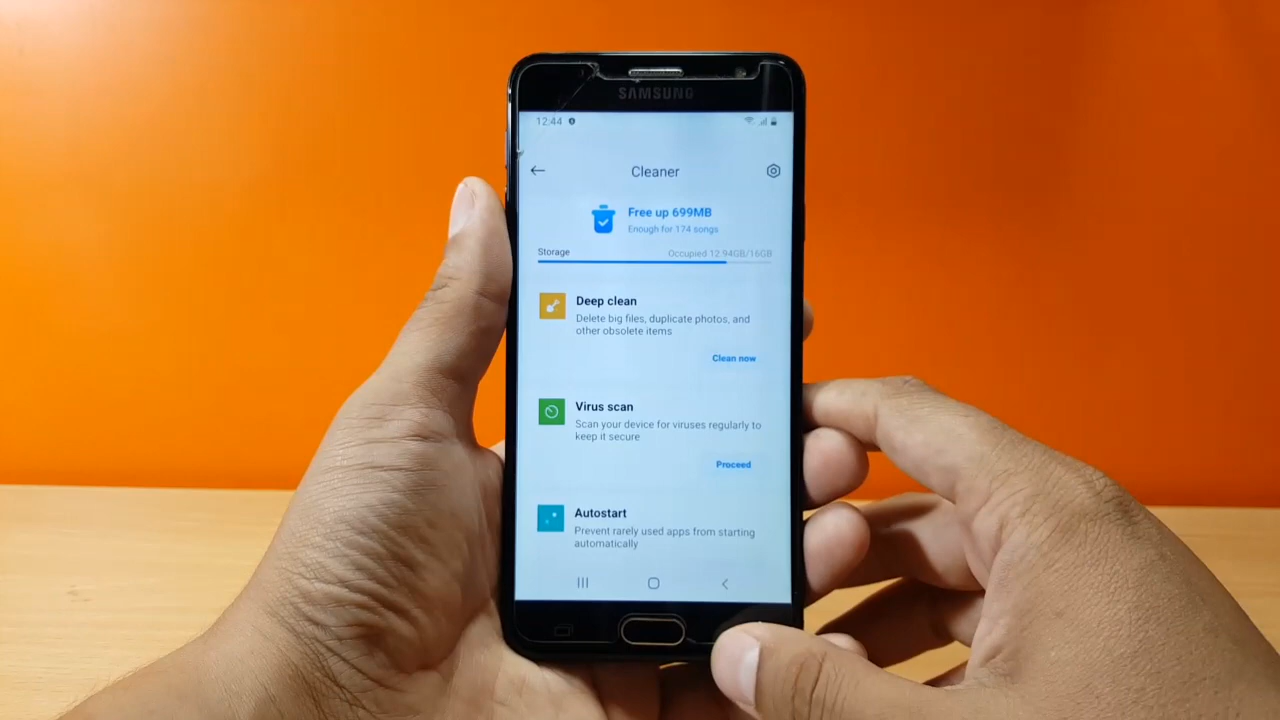 SAMSUNG
12:44
Cleaner
Free up 699MB
Enough for 174 songs
Storage Occupied 12.94GB/16GB
Deep clean
Delete big files, duplicate photos, and
other obsolete items
Clean now
Virus scan
Scan your device for viruses regularly to
keep it secure
Proceed
Autostart
Prevent rarely used apps from starting
automatically